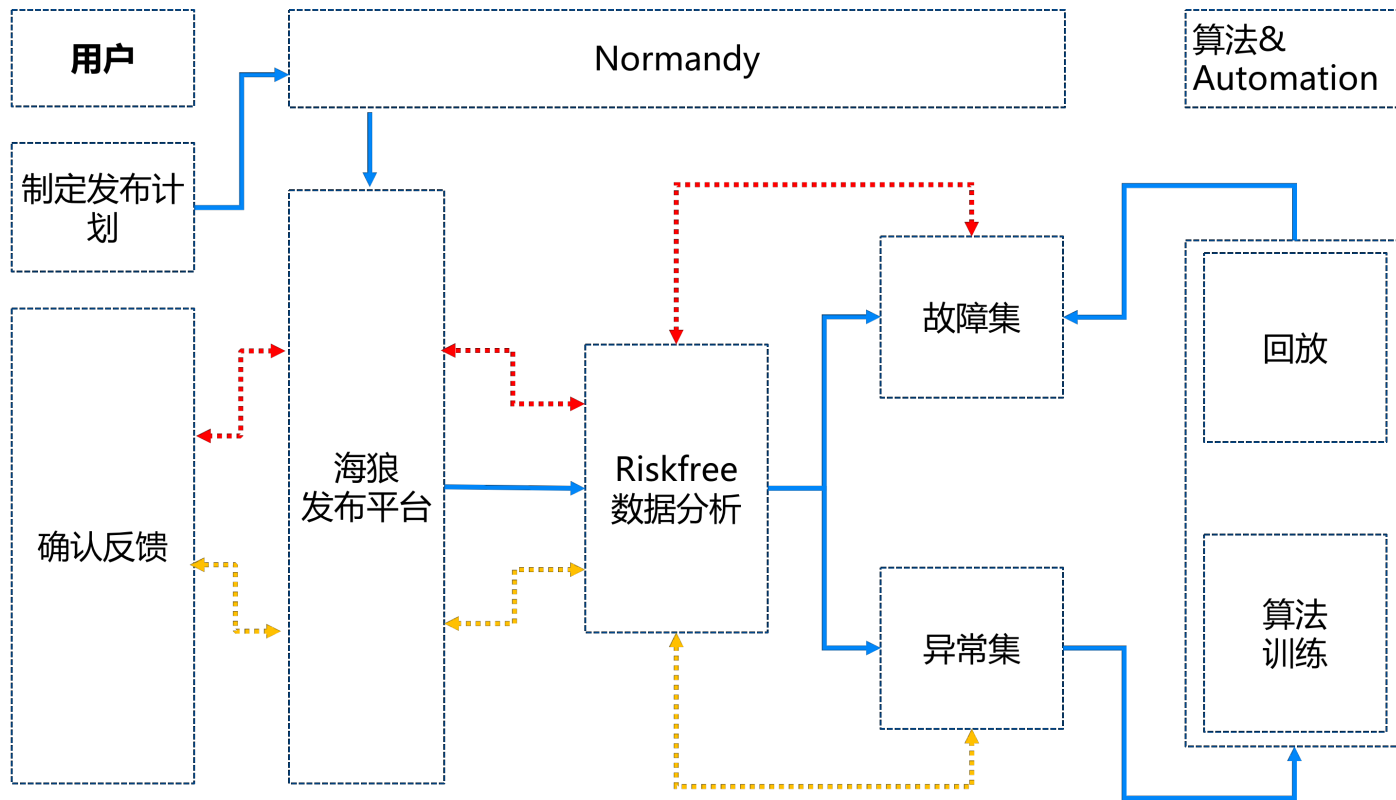 用户
Normandy
算法&
Automation
制定发布计
划
确认反馈
海狼
发布平台
Riskfree
数据分析
故障集
异常集
回放
算法
训练